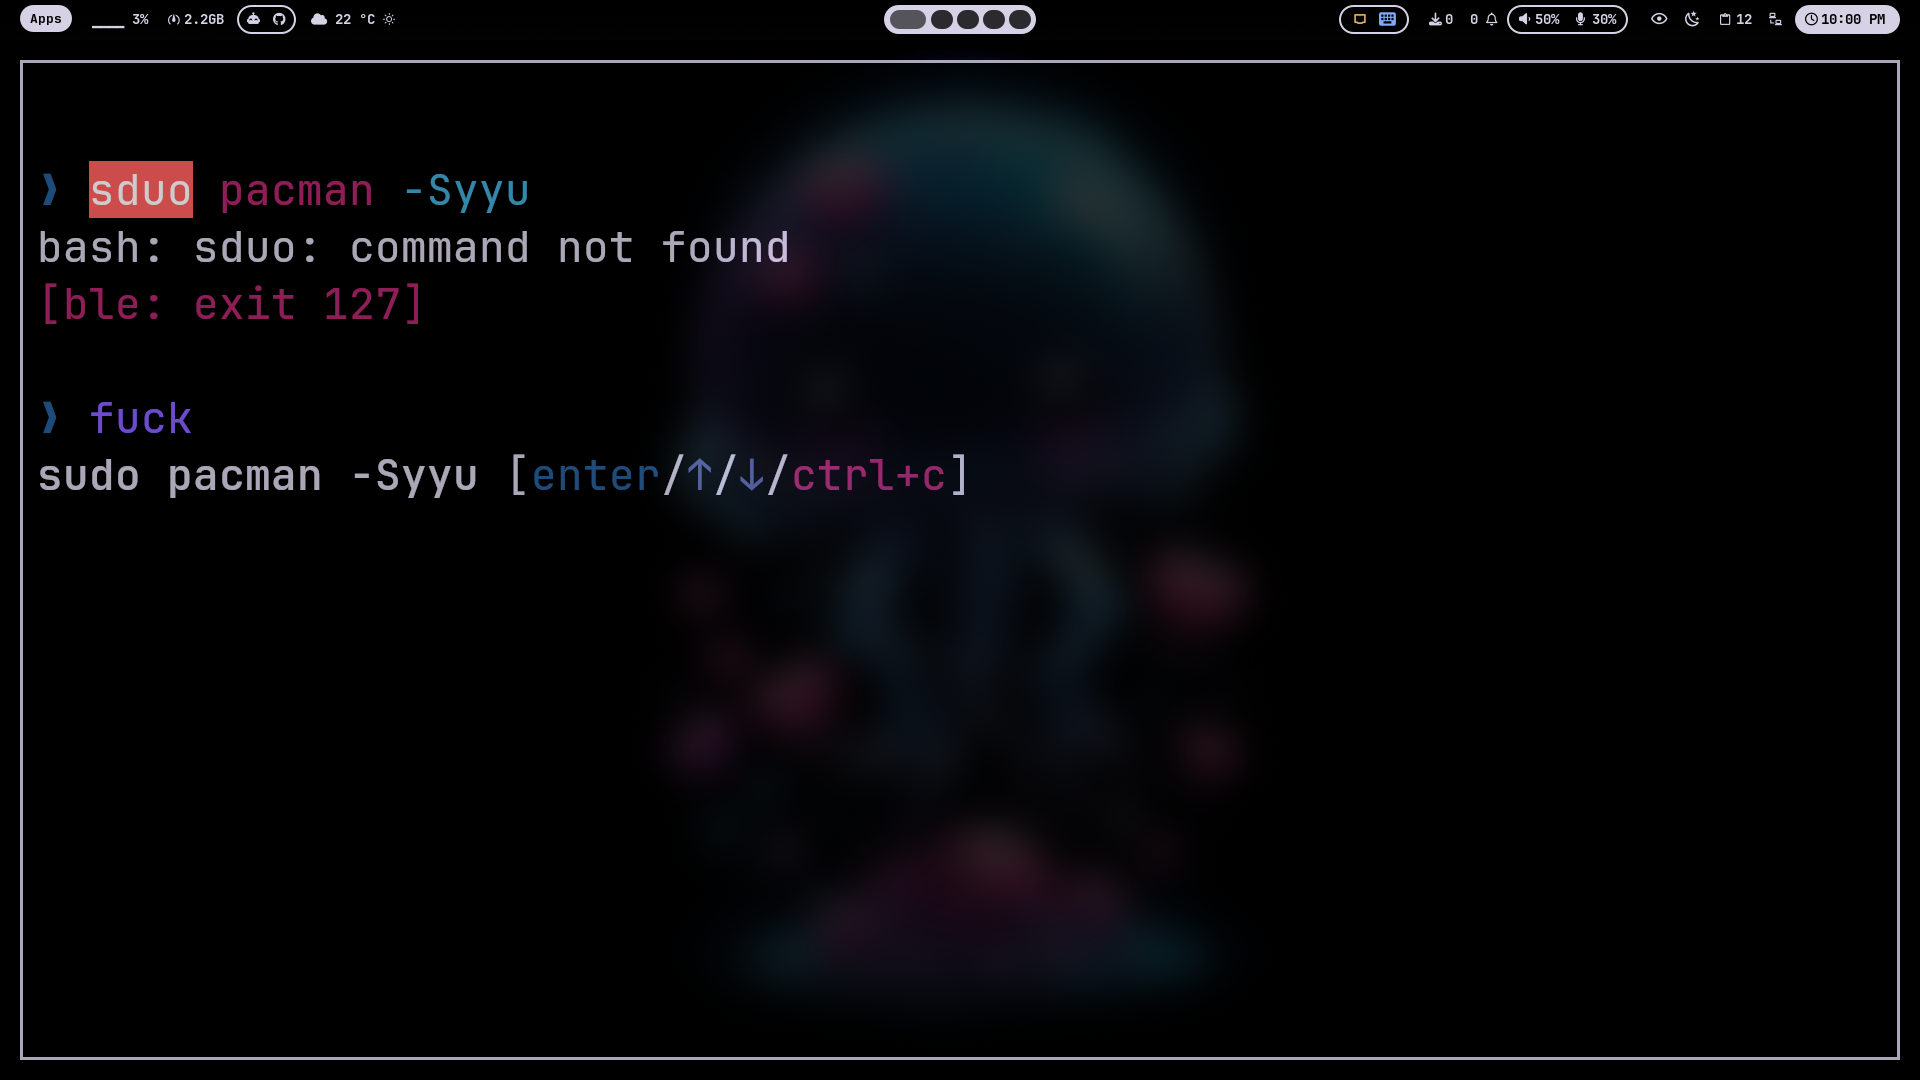 Apps 3% 2.2GB 22 °C 0 0 50% 30% 12 10:00 PM
❱ sduo pacman -Syyu
bash: sduo: command not found
[ble: exit 127]
❱ fuck
sudo pacman -Syyu [enter/↑/↓/ctrl+c]